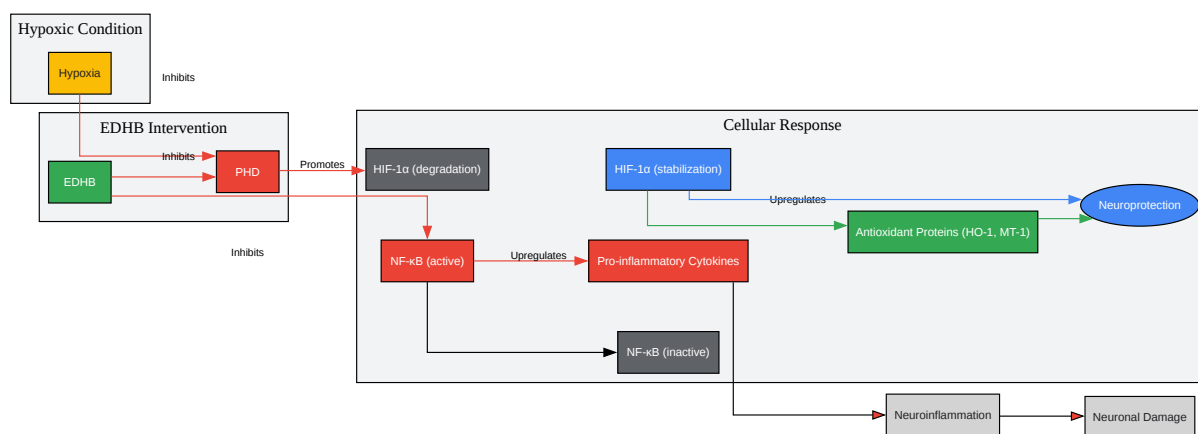 Hypoxic Condition
Hypoxia
Inhibits
EDHB Intervention
Inhibits
EDHB
PHD
Promotes
Inhibits
Cellular Response
HIF-1α (degradation)
HIF-1α (stabilization)
Upregulates
Neuroprotection
Antioxidant Proteins (HO-1, MT-1)
NF-κB (active)
Upregulates
Pro-inflammatory Cytokines
NF-κB (inactive)
Neuroinflammation
Neuronal Damage